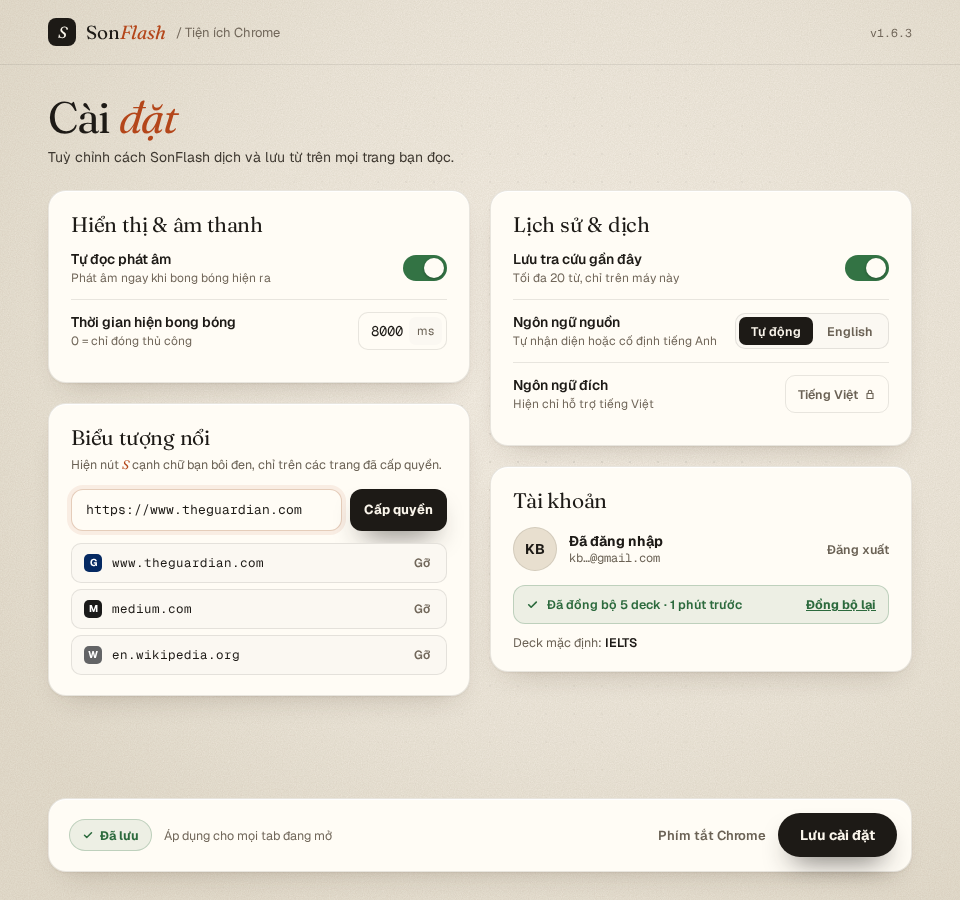 S SonFlash / Tiện ích Chrome
v1.6.3
Cài đặt
Tuỳ chỉnh cách SonFlash dịch và lưu từ trên mọi trang bạn đọc.
Hiển thị & âm thanh
Tự đọc phát âm
Phát âm ngay khi bong bóng hiện ra
Thời gian hiện bong bóng
0 = chỉ đóng thủ công
8000 ms
Biểu tượng nổi
Hiện nút S cạnh chữ bạn bôi đen, chỉ trên các trang đã cấp quyền.
https://www.theguardian.com
Cấp quyền
G www.theguardian.com Gỡ
M medium.com Gỡ
W en.wikipedia.org Gỡ
Lịch sử & dịch
Lưu tra cứu gần đây
Tối đa 20 từ, chỉ trên máy này
Ngôn ngữ nguồn
Tự nhận diện hoặc cố định tiếng Anh
Tự động English
Ngôn ngữ đích
Hiện chỉ hỗ trợ tiếng Việt
Tiếng Việt
Tài khoản
KB
Đã đăng nhập
kb…@gmail.com
Đăng xuất
Đã đồng bộ 5 deck · 1 phút trước
Đồng bộ lại
Deck mặc định: IELTS
Đã lưu
Áp dụng cho mọi tab đang mở
Phím tắt Chrome
Lưu cài đặt